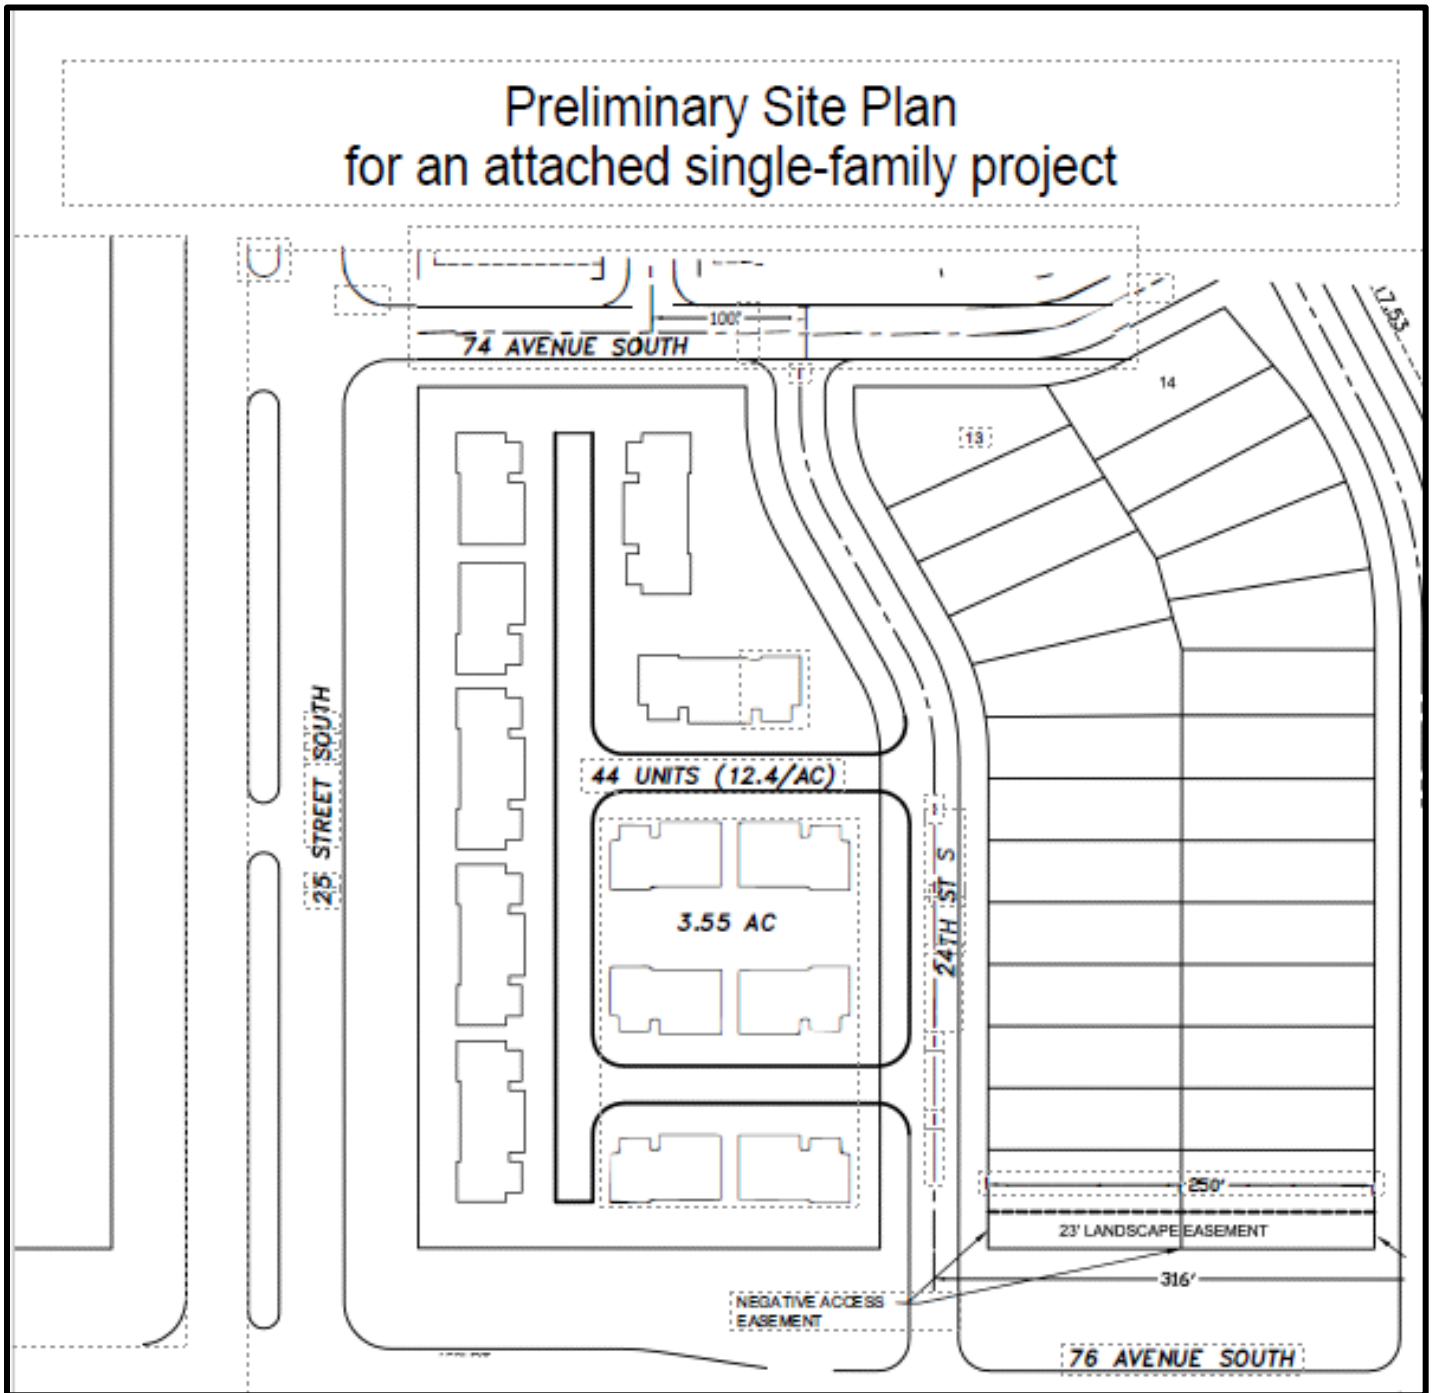 Preliminary Site Plan
for an attached single-family project
100'
74 AVENUE SOUTH
17.53
14
13
25 STREET SOUTH
44 UNITS (12.4/AC)
3.55 AC
24TH ST S
250'
23' LANDSCAPE EASEMENT
316'
NEGATIVE ACCESS
EASEMENT
76 AVENUE SOUTH